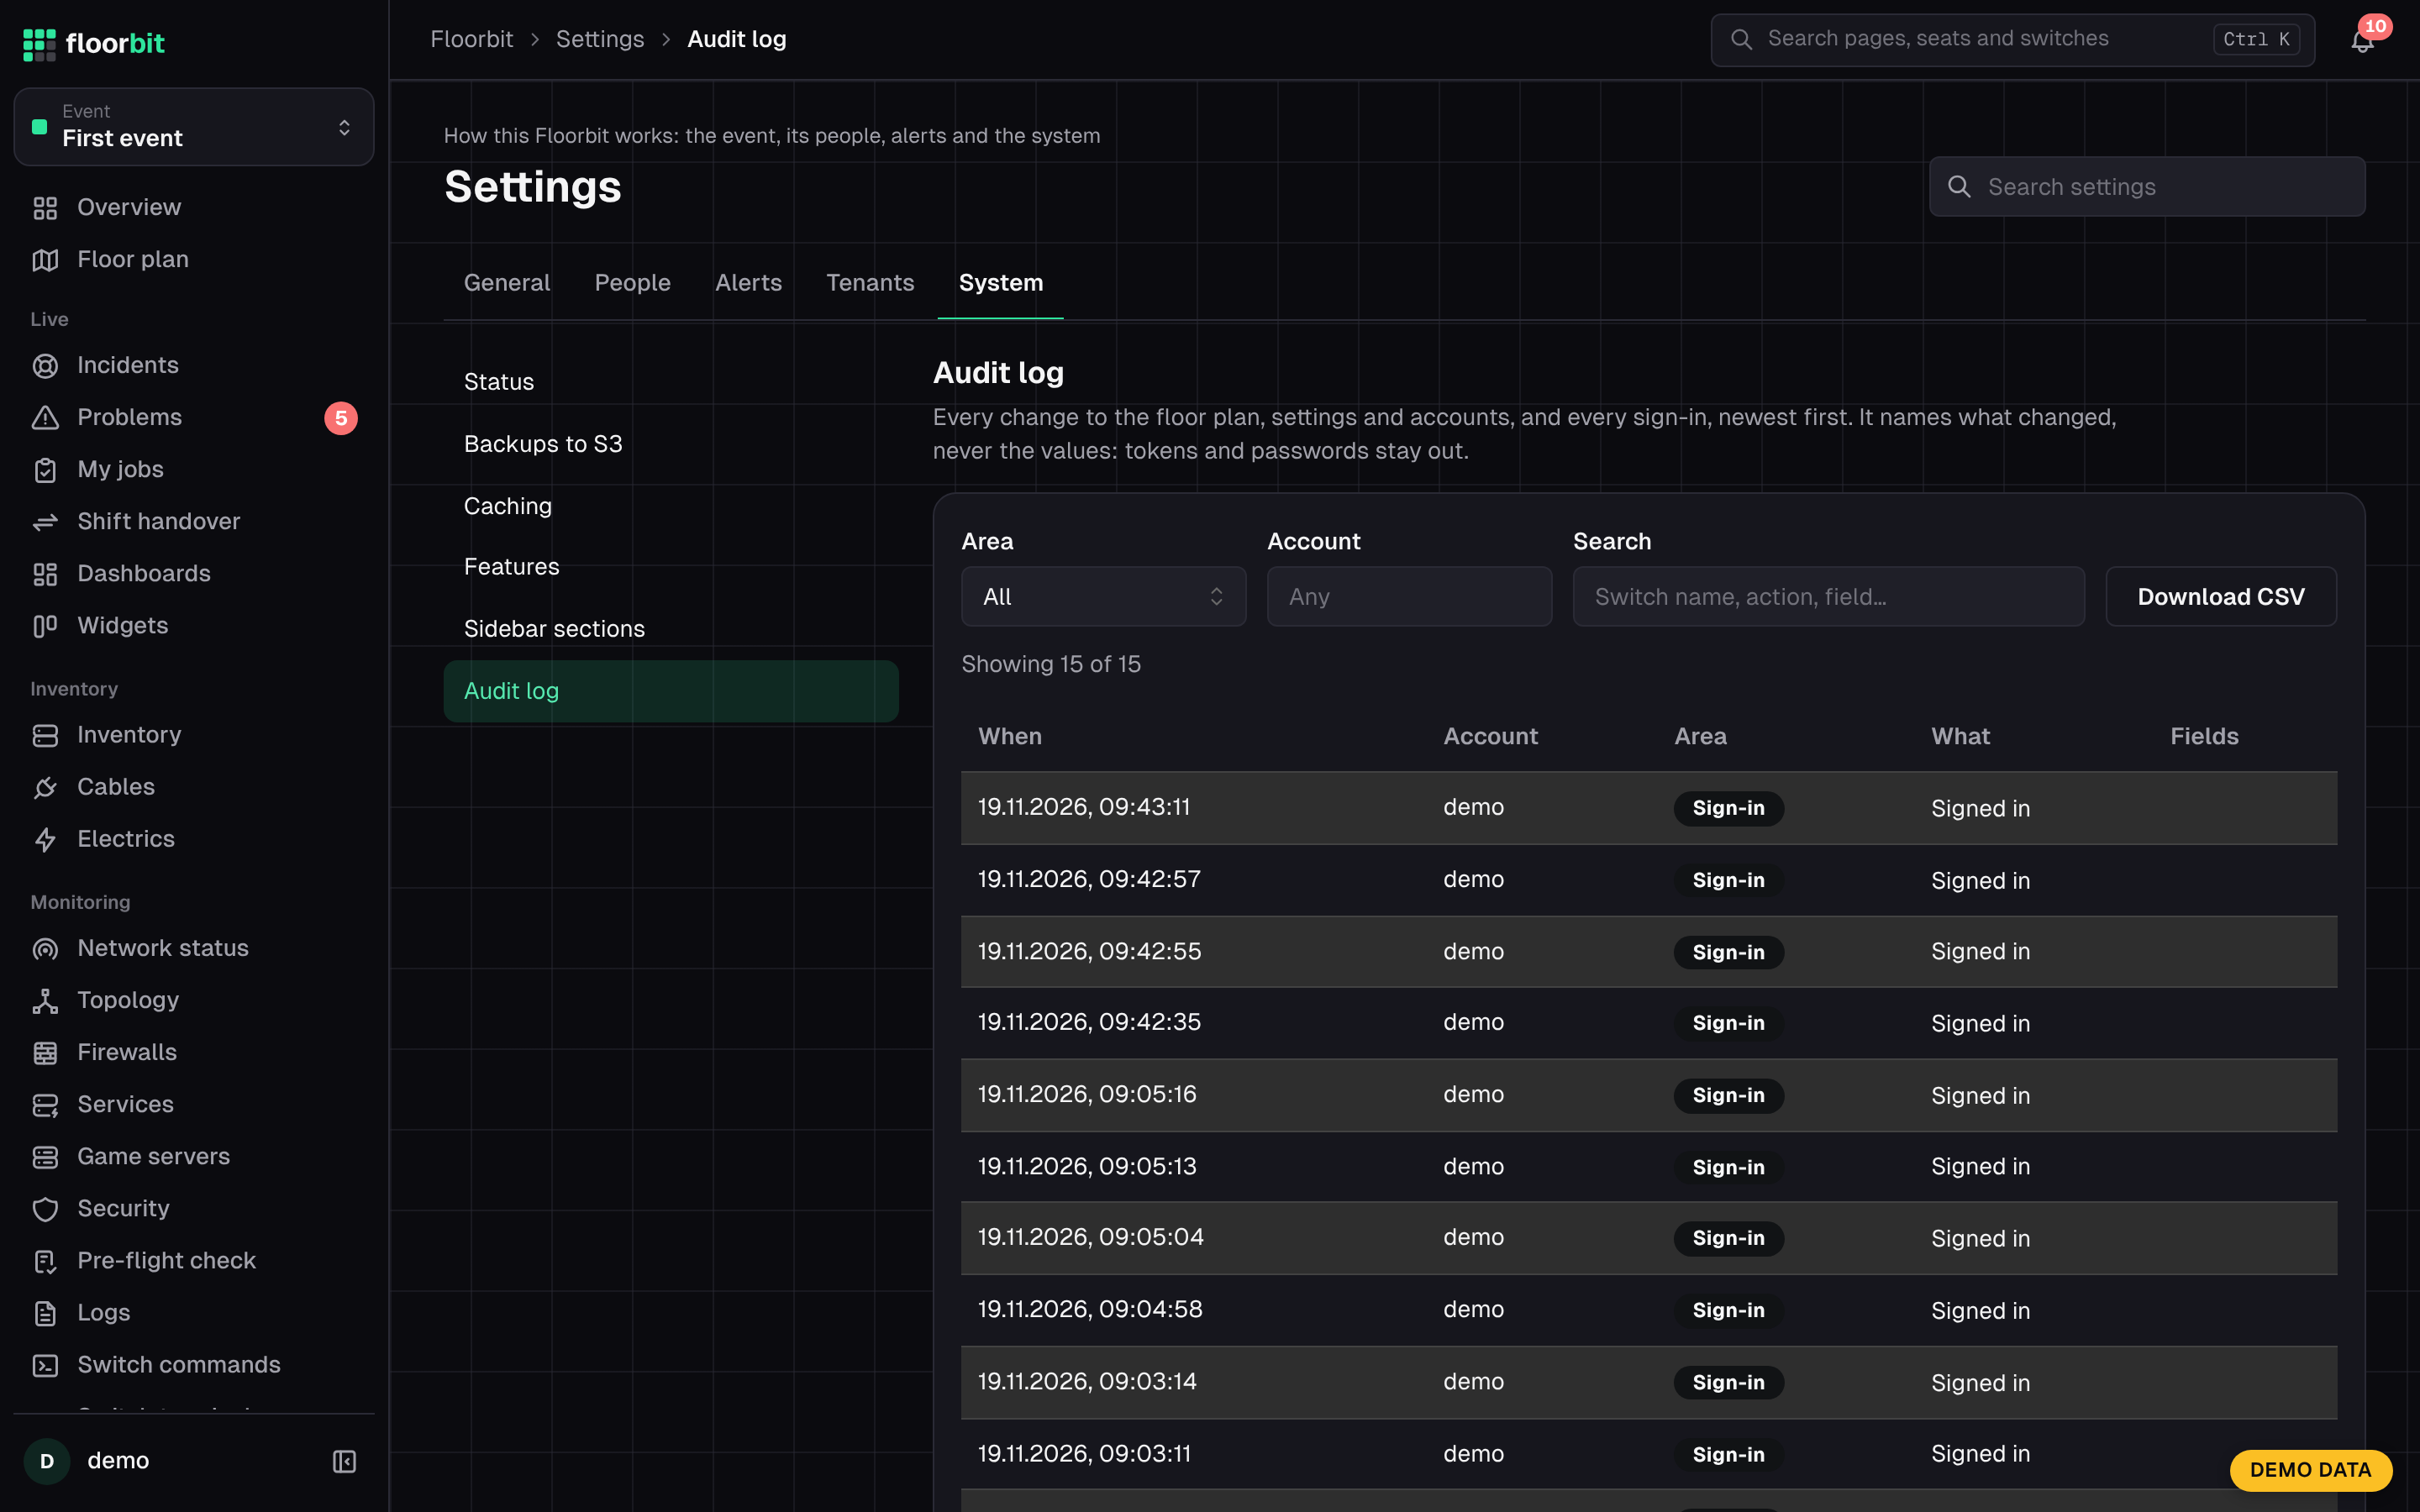 floorbit
Floorbit > Settings > Audit log
Search pages, seats and switches
Ctrl K
10
Event
First event
Overview
Floor plan
Live
Incidents
Problems
5
My jobs
Shift handover
Dashboards
Widgets
Inventory
Inventory
Cables
Electrics
Monitoring
Network status
Topology
Firewalls
Services
Game servers
Security
Pre-flight check
Logs
Switch commands
D
demo
How this Floorbit works: the event, its people, alerts and the system
Settings
Search settings
General People Alerts Tenants System
Status
Backups to S3
Caching
Features
Sidebar sections
Audit log
Audit log
Every change to the floor plan, settings and accounts, and every sign-in, newest first. It names what changed,
never the values: tokens and passwords stay out.
Area Account Search
All Any Switch name, action, field... Download CSV
Showing 15 of 15
When Account Area What Fields
19.11.2026, 09:43:11 demo Sign-in Signed in
19.11.2026, 09:42:57 demo Sign-in Signed in
19.11.2026, 09:42:55 demo Sign-in Signed in
19.11.2026, 09:42:35 demo Sign-in Signed in
19.11.2026, 09:05:16 demo Sign-in Signed in
19.11.2026, 09:05:13 demo Sign-in Signed in
19.11.2026, 09:05:04 demo Sign-in Signed in
19.11.2026, 09:04:58 demo Sign-in Signed in
19.11.2026, 09:03:14 demo Sign-in Signed in
19.11.2026, 09:03:11 demo Sign-in Signed in
DEMO DATA